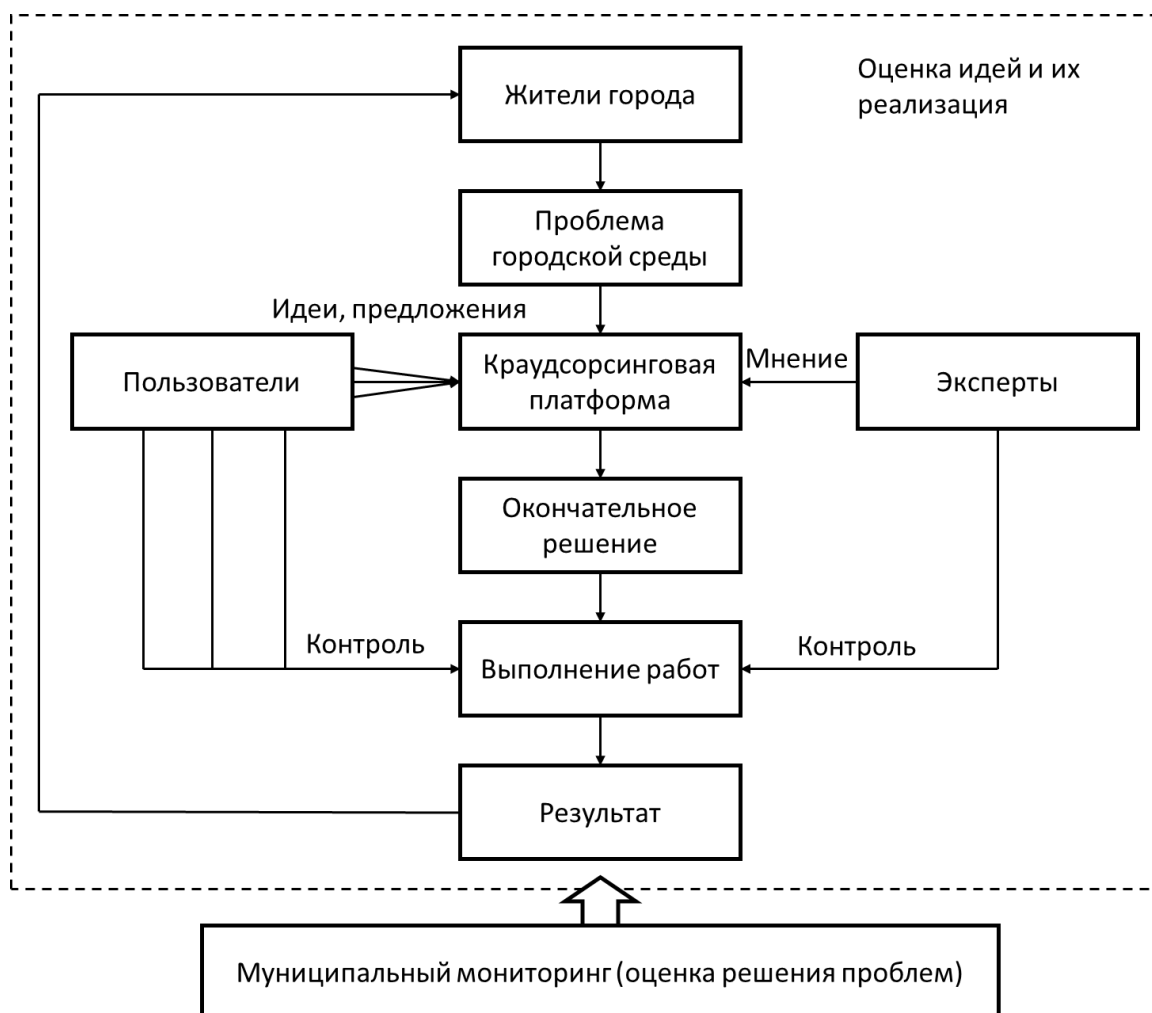 Жители города
Оценка идей и их
реализация
Проблема
городской среды
Идеи, предложения
Пользователи
Краудсорсинговая
платформа
Мнение
Эксперты
Окончательное
решение
Контроль
Выполнение работ
Контроль
Результат
Муниципальный мониторинг (оценка решения проблем)